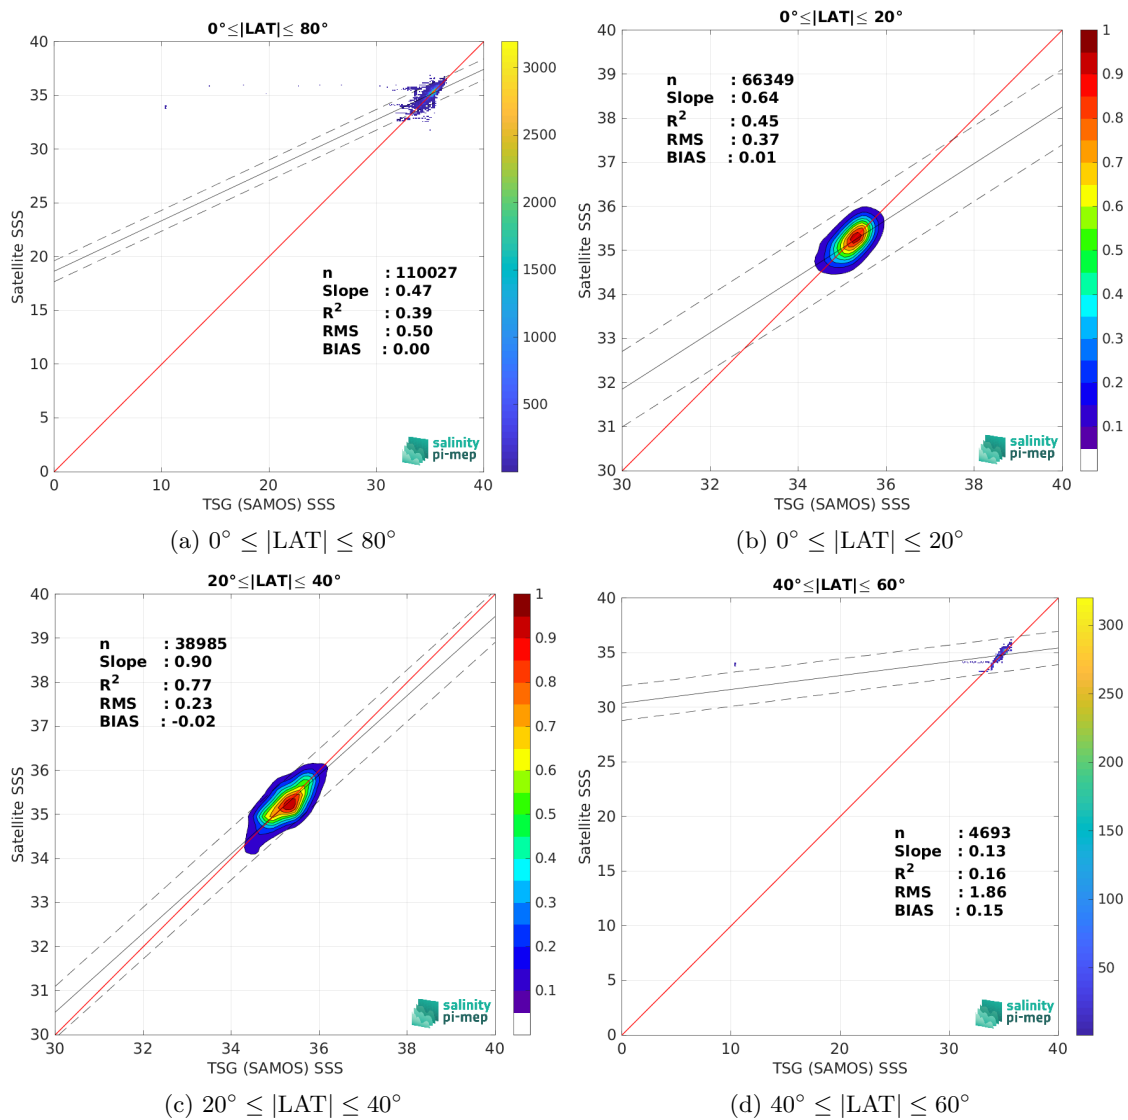 0°≤|LAT|≤ 80°
40
35
30
25
20
15
10
5
0
Satellite SSS
n : 110027
Slope : 0.47
R² : 0.39
RMS : 0.50
BIAS : 0.00
salinity
pi-mep
0 10 20 30 40
TSG (SAMOS) SSS
3000
2500
2000
1500
1000
500
(a) 0° ≤ |LAT| ≤ 80°
0°≤|LAT|≤ 20°
40
39
38
37
36
35
34
33
32
31
30
Satellite SSS
n : 66349
Slope : 0.64
R² : 0.45
RMS : 0.37
BIAS : 0.01
salinity
pi-mep
30 32 34 36 38 40
TSG (SAMOS) SSS
1
0.9
0.8
0.7
0.6
0.5
0.4
0.3
0.2
0.1
(b) 0° ≤ |LAT| ≤ 20°
20°≤|LAT|≤ 40°
40
39
38
37
36
35
34
33
32
31
30
Satellite SSS
n : 38985
Slope : 0.90
R² : 0.77
RMS : 0.23
BIAS : -0.02
salinity
pi-mep
30 32 34 36 38 40
TSG (SAMOS) SSS
1
0.9
0.8
0.7
0.6
0.5
0.4
0.3
0.2
0.1
(c) 20° ≤ |LAT| ≤ 40°
40°≤|LAT|≤ 60°
40
35
30
25
20
15
10
5
0
Satellite SSS
n : 4693
Slope : 0.13
R² : 0.16
RMS : 1.86
BIAS : 0.15
salinity
pi-mep
0 10 20 30 40
TSG (SAMOS) SSS
300
250
200
150
100
50
(d) 40° ≤ |LAT| ≤ 60°